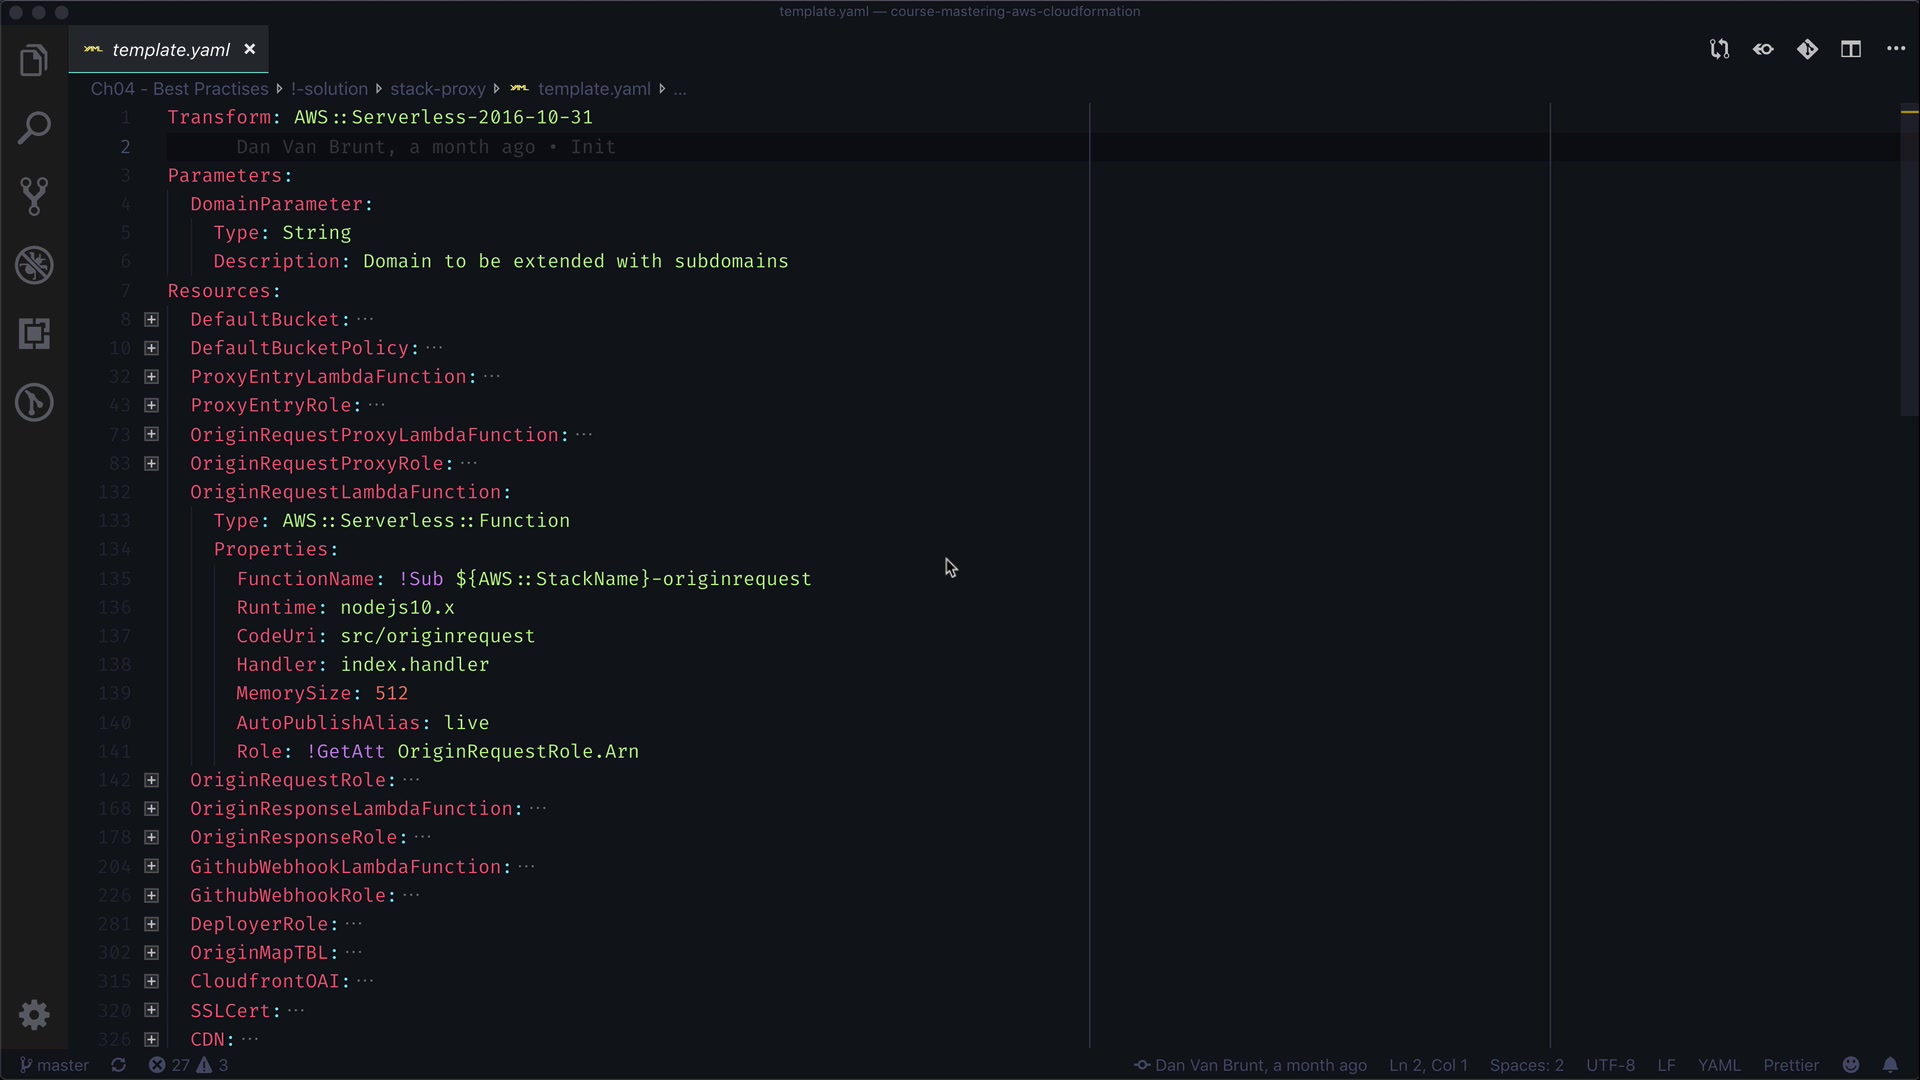 template.yaml — course-mastering-aws-cloudformation
YAML template.yaml ×
Ch04 - Best Practises !-solution stack-proxy YAML template.yaml ...
1 Transform: AWS::Serverless-2016-10-31
2 Dan Van Brunt, a month ago • Init
3 Parameters:
4 DomainParameter:
5 Type: String
6 Description: Domain to be extended with subdomains
7 Resources:
8 DefaultBucket: ...
10 DefaultBucketPolicy: ...
32 ProxyEntryLambdaFunction: ...
43 ProxyEntryRole: ...
73 OriginRequestProxyLambdaFunction: ...
83 OriginRequestProxyRole: ...
132 OriginRequestLambdaFunction:
133 Type: AWS::Serverless::Function
134 Properties:
135 FunctionName: !Sub ${AWS::StackName}-originrequest
136 Runtime: nodejs10.x
137 CodeUri: src/originrequest
138 Handler: index.handler
139 MemorySize: 512
140 AutoPublishAlias: live
141 Role: !GetAtt OriginRequestRole.Arn
142 OriginRequestRole: ...
168 OriginResponseLambdaFunction: ...
178 OriginResponseRole: ...
204 GithubWebhookLambdaFunction: ...
226 GithubWebhookRole: ...
281 DeployerRole: ...
302 OriginMapTBL: ...
315 CloudfrontOAI: ...
320 SSLCert: ...
326 CDN: ...
master 27 3 Dan Van Brunt, a month ago Ln 2, Col 1 Spaces: 2 UTF-8 LF YAML Prettier